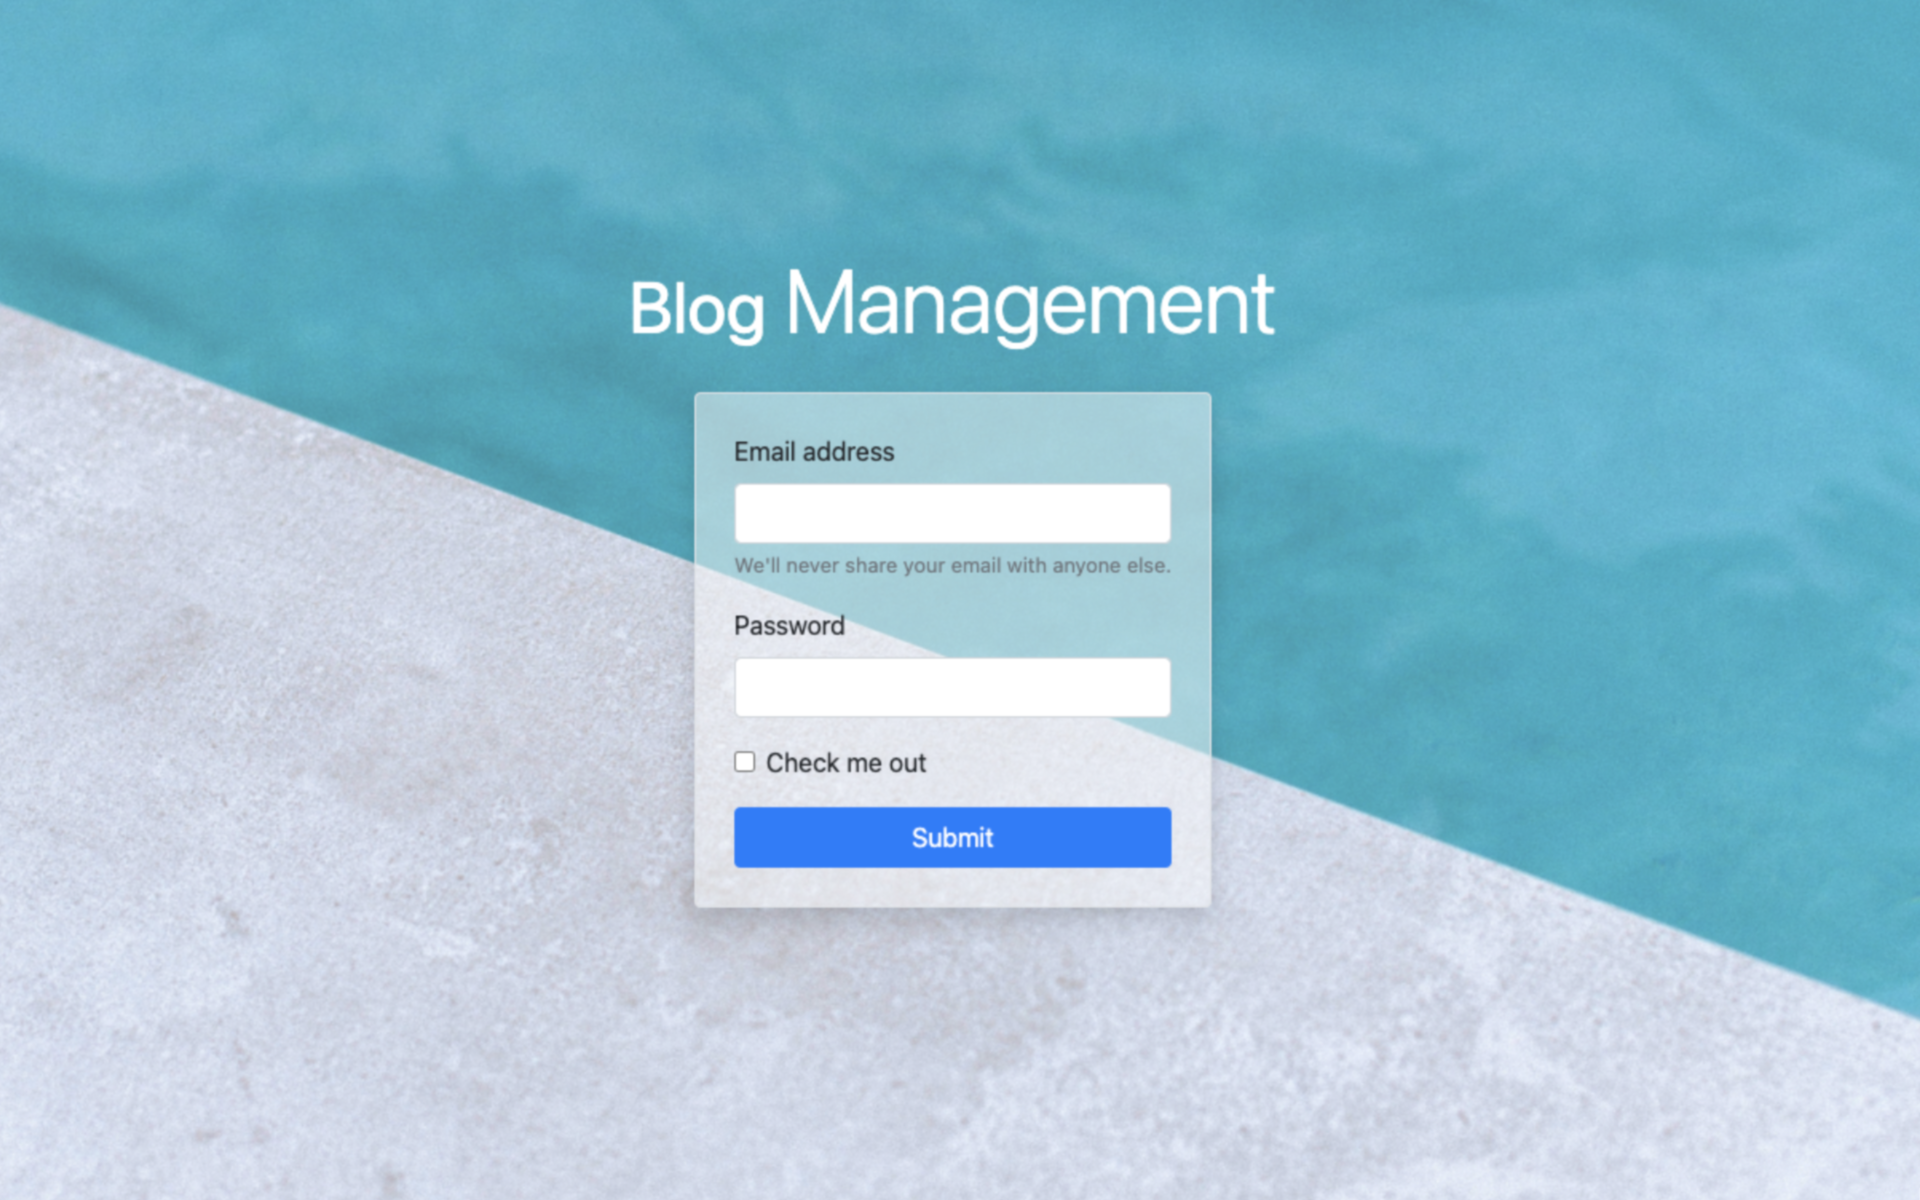 Blog Management
Email address
We'll never share your email with anyone else.
Password
Check me out
Submit